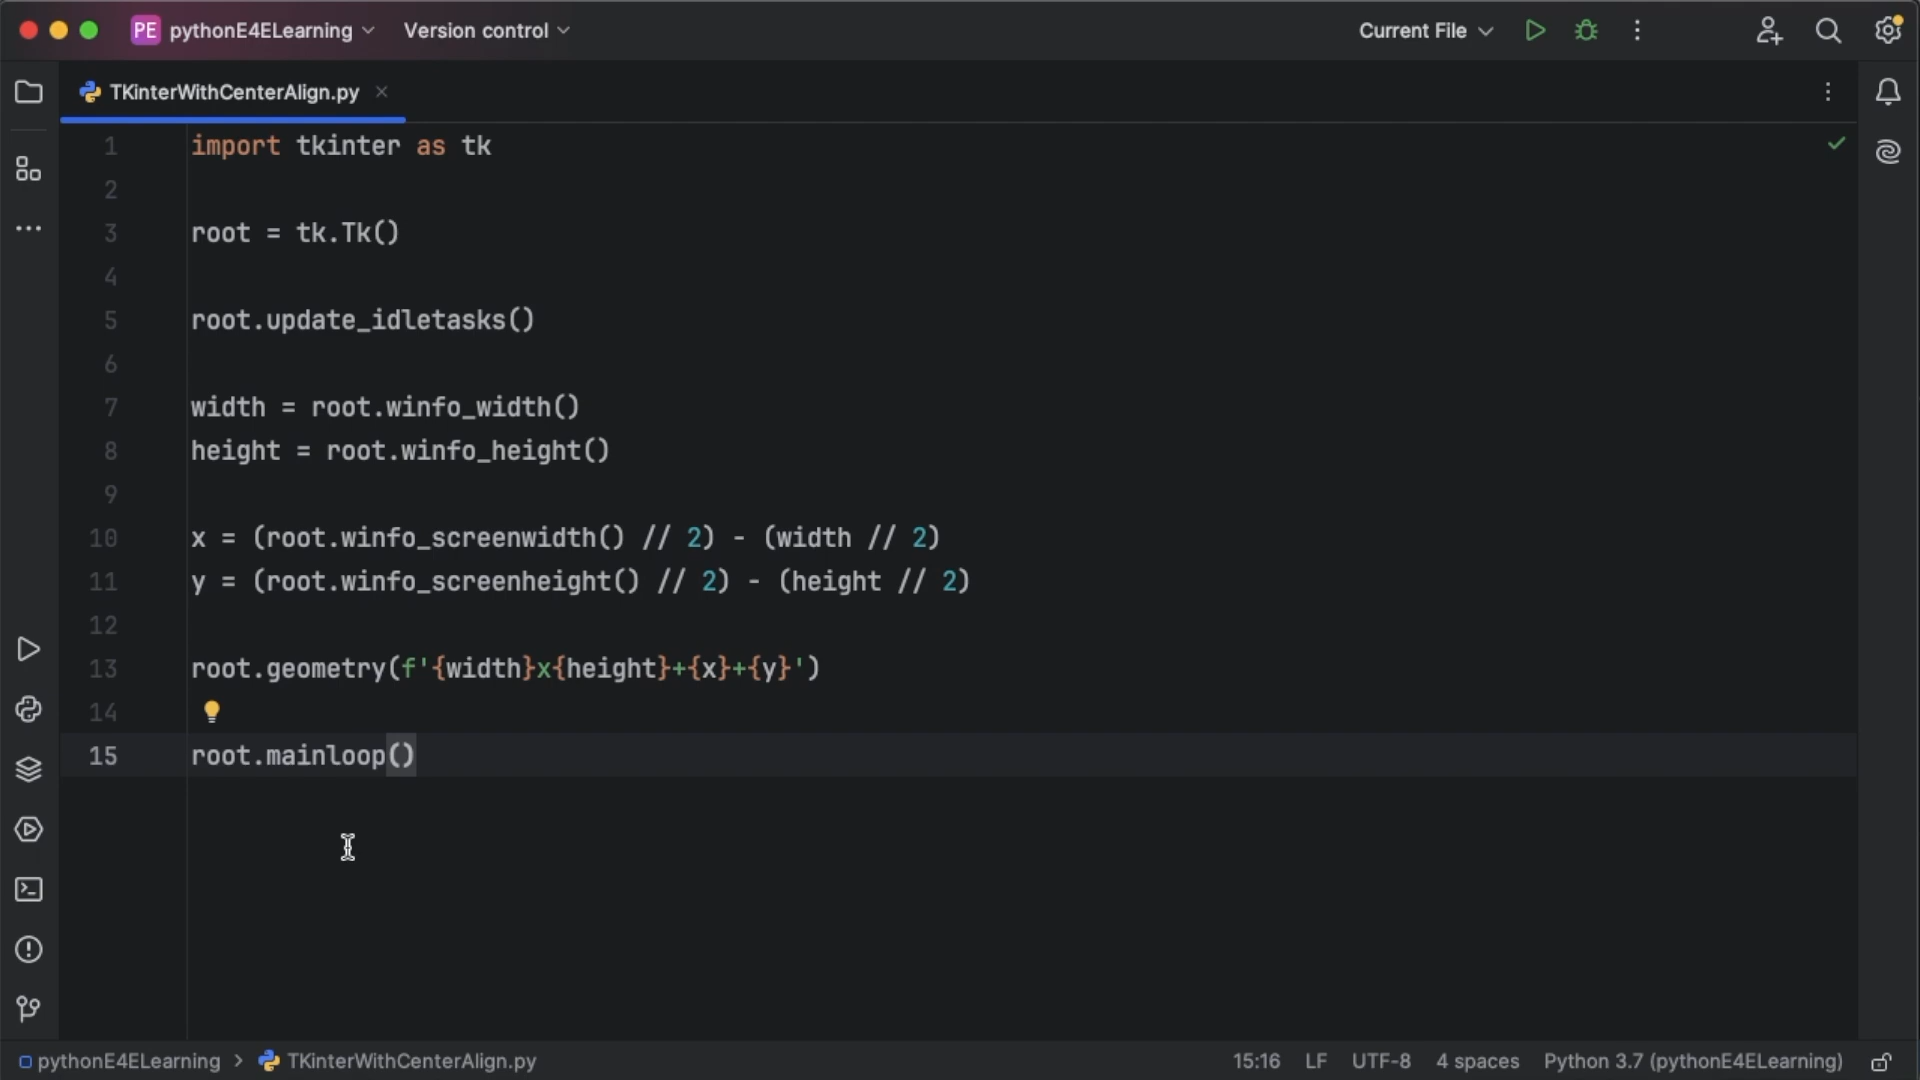 PE pythonE4ELearning Version control Current File
TKinterWithCenterAlign.py
1 import tkinter as tk
2
3 root = tk.Tk()
4
5 root.update_idletasks()
6
7 width = root.winfo_width()
8 height = root.winfo_height()
9
10 x = (root.winfo_screenwidth() // 2) - (width // 2)
11 y = (root.winfo_screenheight() // 2) - (height // 2)
12
13 root.geometry(f'{width}x{height}+{x}+{y}')
14
15 root.mainloop()
pythonE4ELearning > TKinterWithCenterAlign.py 15:16 LF UTF-8 4 spaces Python 3.7 (pythonE4ELearning)